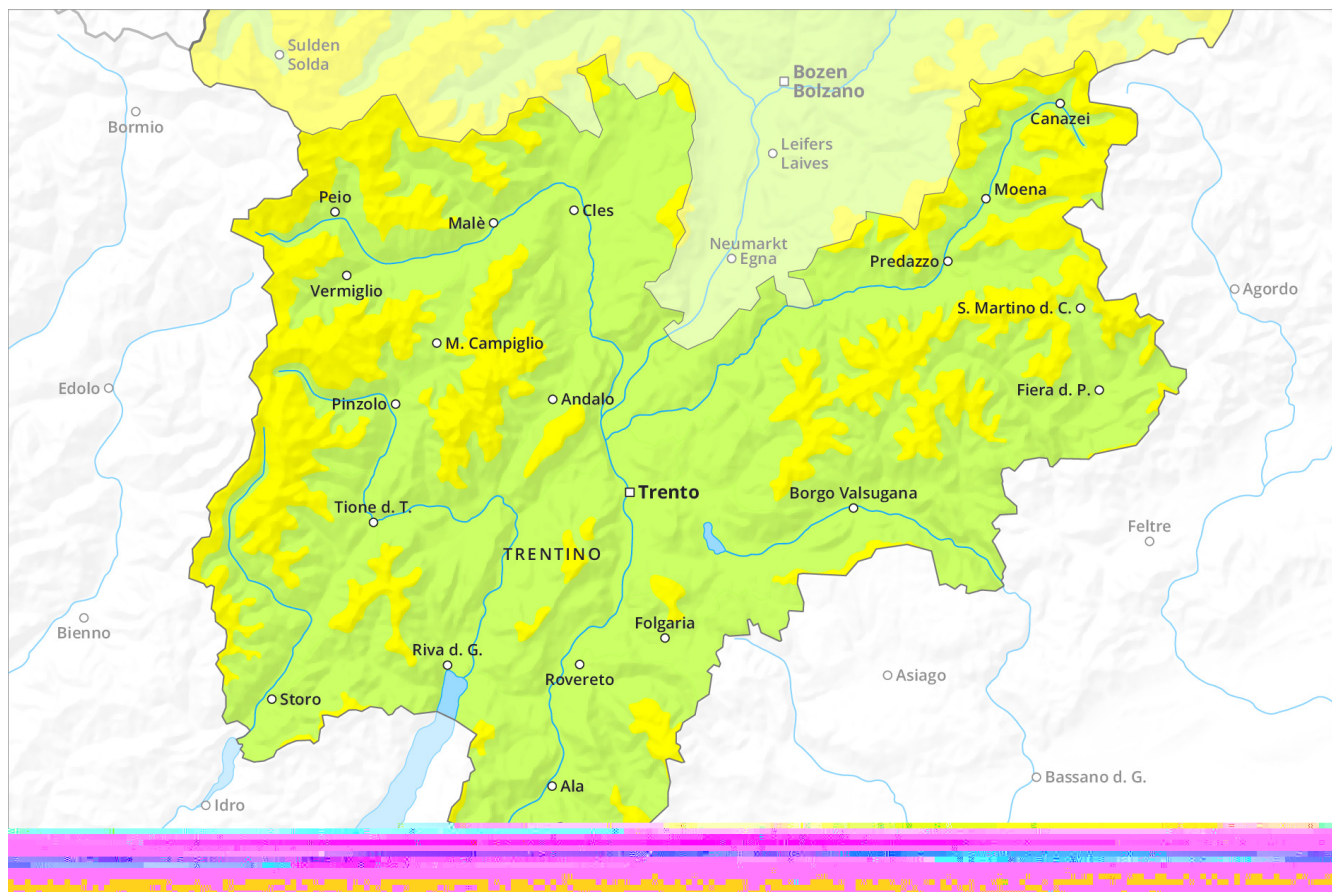 Sulden
Solda
Bozen
Bolzano
Bormio
Canazei
Leifers
Laives
Peio
Moena
Malè
Cles
Neumarkt
Egna
Predazzo
Vermiglio
Agordo
S. Martino d. C.
M. Campiglio
Edolo
Fiera d. P.
Pinzolo
Andalo
Trento
Borgo Valsugana
Tione d. T.
Feltre
TRENTINO
Bienno
Folgaria
Riva d. G.
Rovereto
Asiago
Storo
Bassano d. G.
Ala
Idro